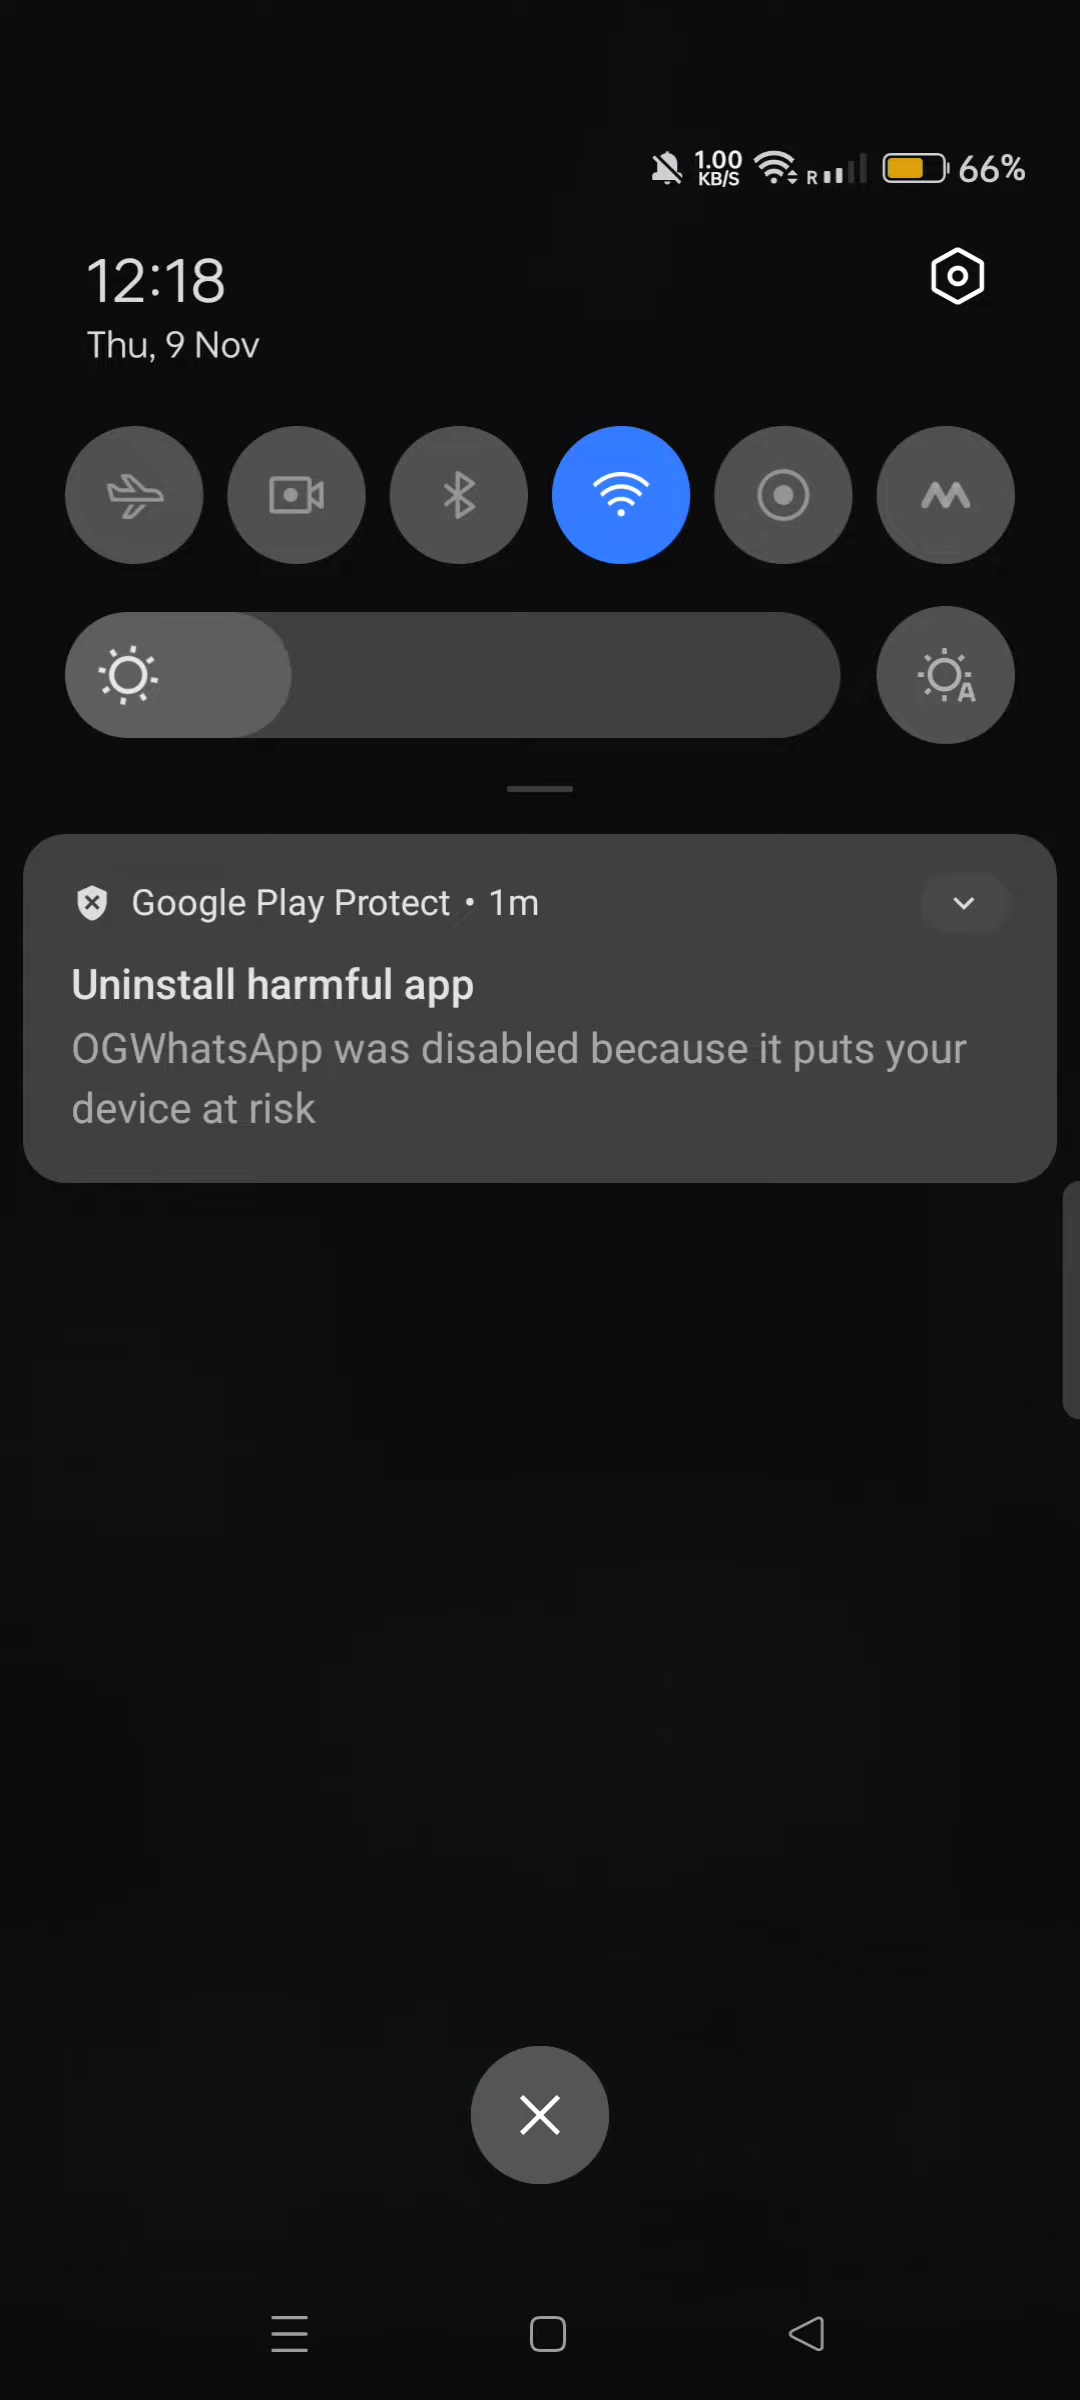 1.00
KB/S
R
66%
12:18
Thu, 9 Nov
A
Google Play Protect • 1m
Uninstall harmful app
OGWhatsApp was disabled because it puts your
device at risk